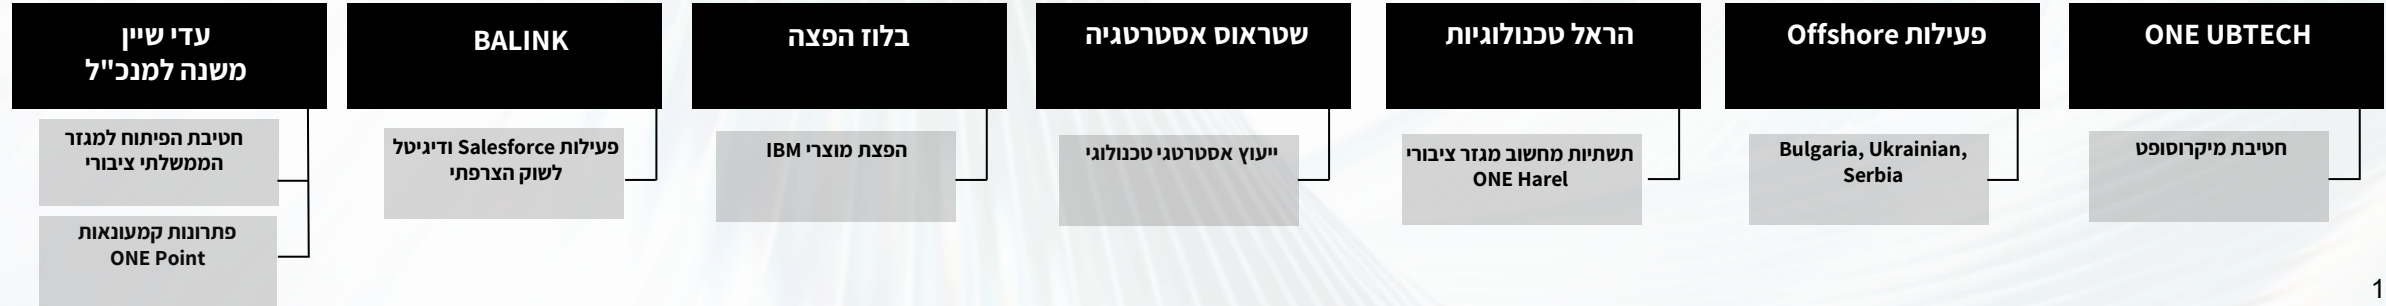 ONE UBTECH
חטיבת מיקרוסופט
פעילות Offshore
Bulgaria, Ukrainian,
Serbia
הראל טכנולוגיות
תשתיות מחשוב מגזר ציבורי
ONE Harel
שטראוס אסטרטגיה
ייעוץ אסטרטגי טכנולוגי
בלוז הפצה
הפצת מוצרי IBM
BALINK
פעילות Salesforce ודיגיטל
לשוק הצרפתי
עדי שיין
משנה למנכ"ל
חטיבת הפיתוח למגזר
הממשלתי ציבורי
פתרונות קמעונאות
ONE Point
1